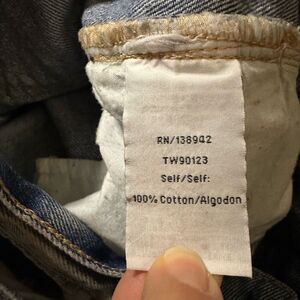 RN/138942
TW90123
Self/Self:
100% Cotton/Algodon